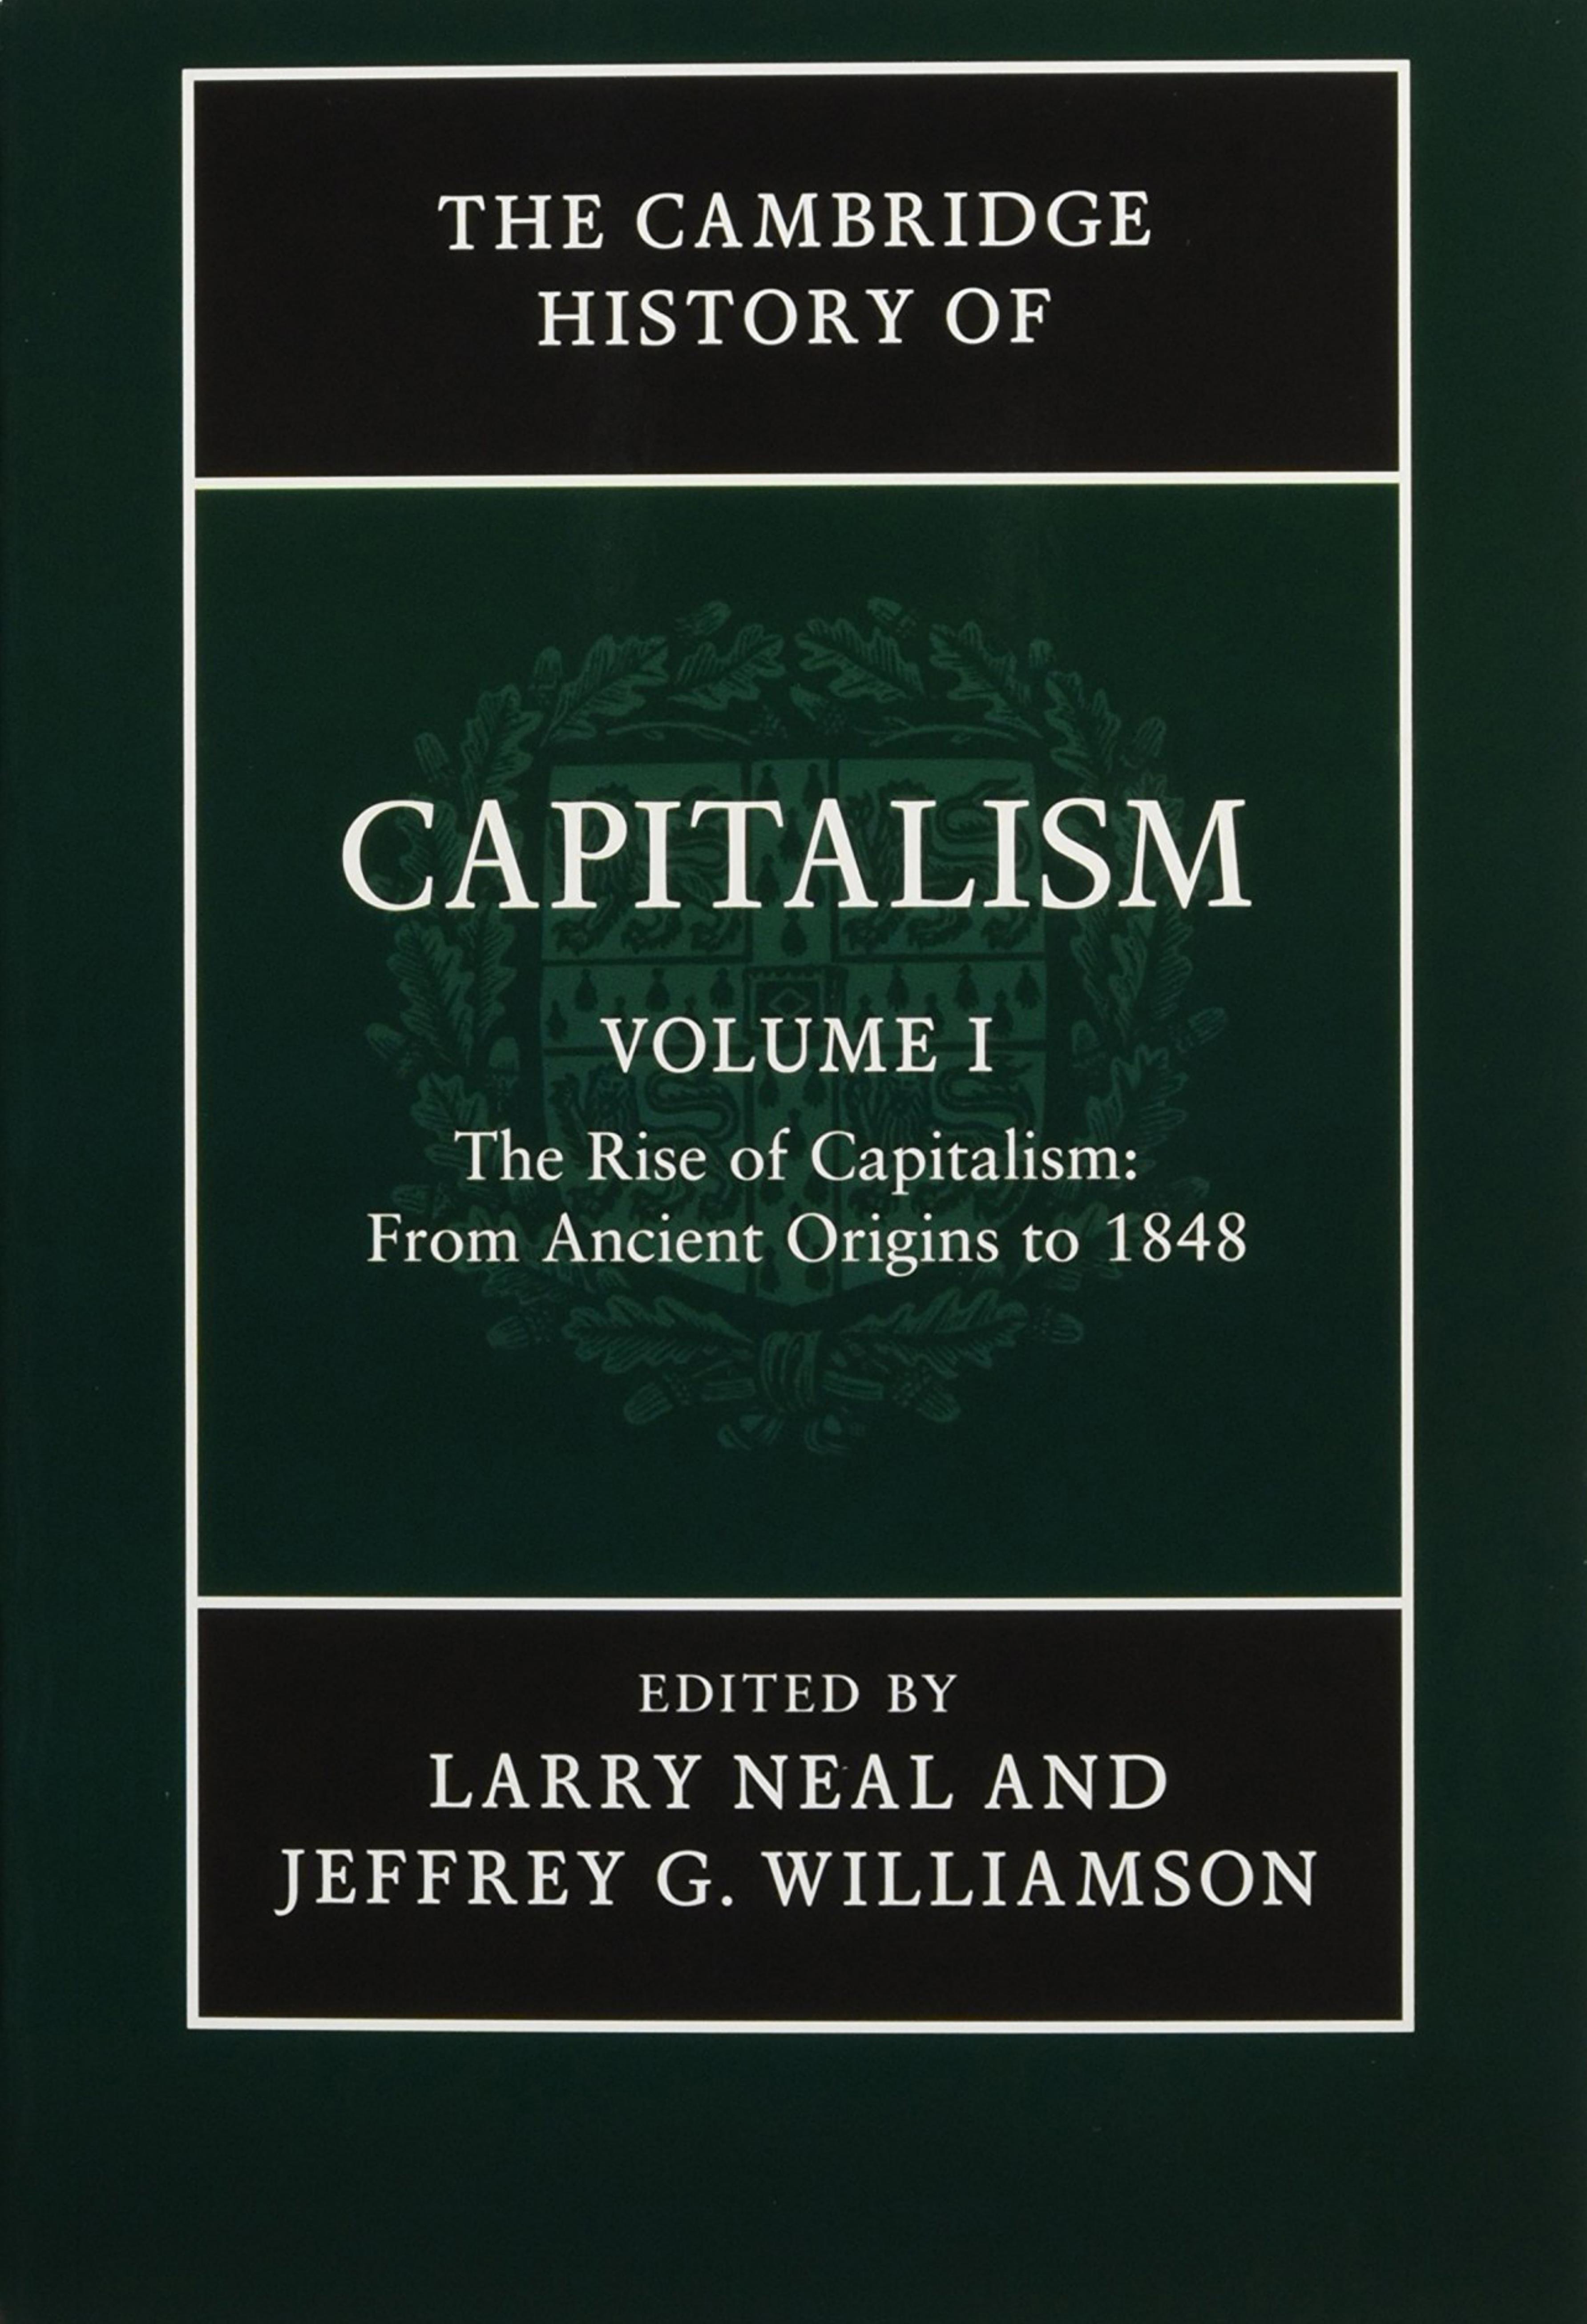 THE CAMBRIDGE
HISTORY OF
CAPITALISM
VOLUME I
The Rise of Capitalism:
From Ancient Origins to 1848
EDITED BY
LARRY NEAL AND
JEFFREY G. WILLIAMSON